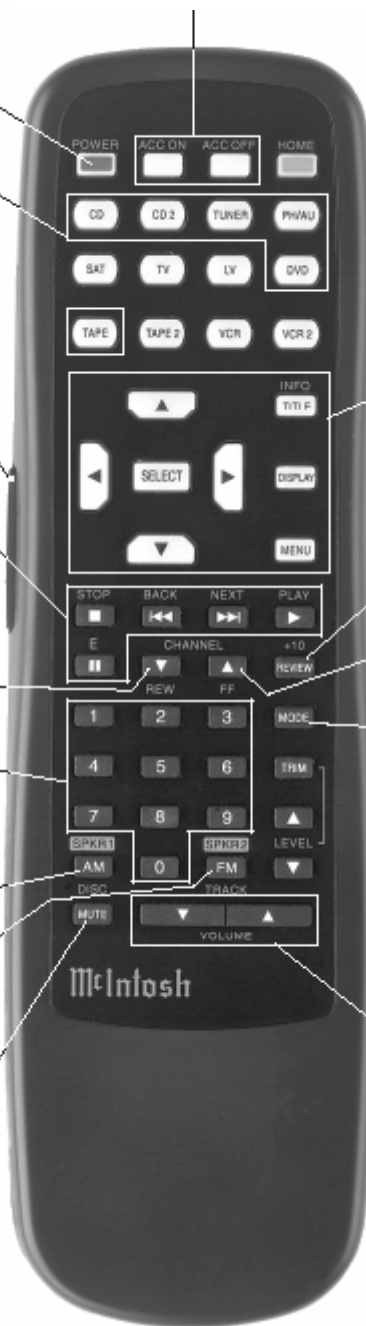 POWER ACC ON ACC OFF HOME
CD CD 2 TUNER PH/AU
SAT TV LV DVD
TAPE TAPE 2 VCR VCR 2
INFO
TITLE
SELECT DISPLAY
MENU
STOP BACK NEXT PLAY
E CHANNEL +10
REVIEW
REW FF
1 2 3 MODE
4 5 6 TRIM
7 8 9
SPKR1 SPKR2 LEVEL
AM 0 FM
DISC TRACK
MUTE
VOLUME
McIntosh